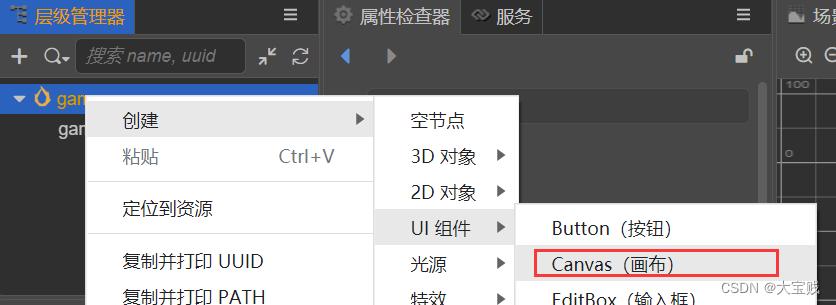 层级管理器
属性检查器
服务
场景
搜索 name, uuid
100
0
创建
粘贴 Ctrl+V
定位到资源
复制并打印 UUID
复制并打印 PATH
空节点
3D 对象
2D 对象
UI 组件
光源
特效
Button（按钮）
Canvas（画布）
EditBox（输入框）
CSDN @大宝贱